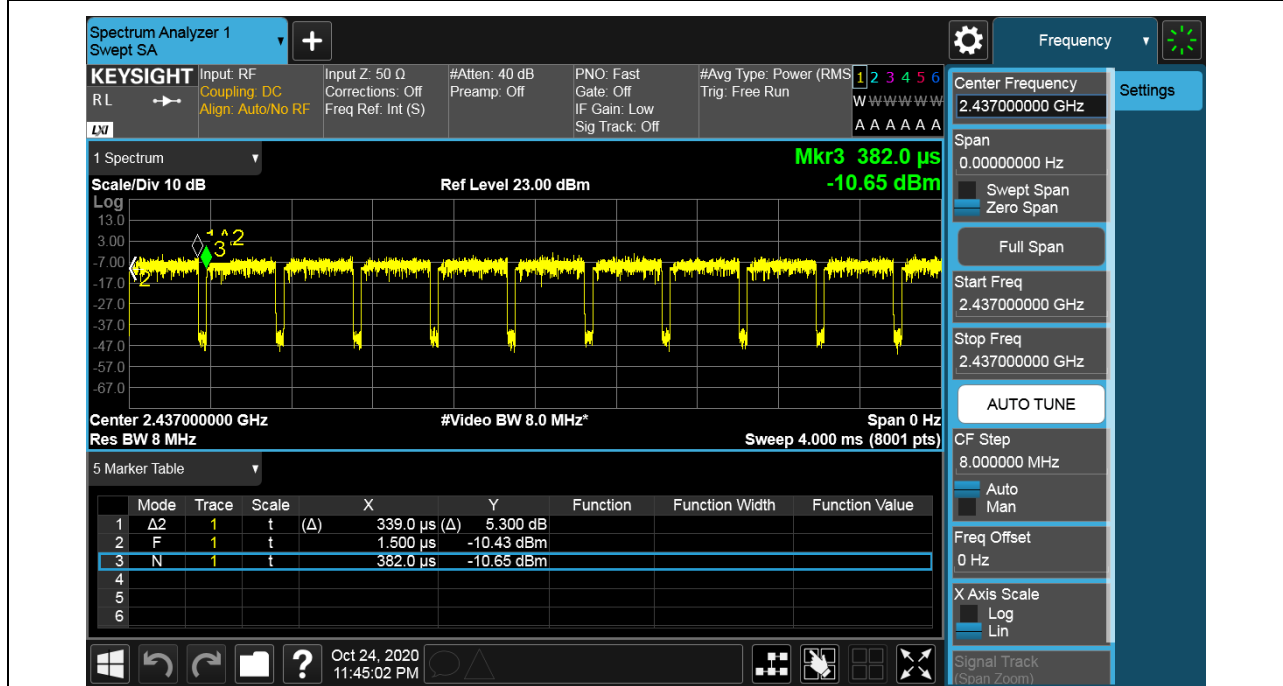 Spectrum Analyzer 1
Swept SA
+
Frequency
KEYSIGHT
RL
LXI
Input: RF
Coupling: DC
Align: Auto/No RF
Input Z: 50 Ω
Corrections: Off
Freq Ref: Int (S)
#Atten: 40 dB
Preamp: Off
PNO: Fast
Gate: Off
IF Gain: Low
Sig Track: Off
#Avg Type: Power (RMS
Trig: Free Run
1 2 3 4 5 6
W W W W W W
A A A A A A
1 Spectrum
Mkr3 382.0 µs
-10.65 dBm
Scale/Div 10 dB
Ref Level 23.00 dBm
Log
13.0
3.00
-7.00
-17.0
-27.0
-37.0
-47.0
-57.0
-67.0
1Δ2
3
2
Center 2.437000000 GHz
#Video BW 8.0 MHz*
Span 0 Hz
Res BW 8 MHz
Sweep 4.000 ms (8001 pts)
5 Marker Table
Mode Trace Scale X Y Function Function Width Function Value
1 Δ2 1 t (Δ) 339.0 µs (Δ) 5.300 dB
2 F 1 t 1.500 µs -10.43 dBm
3 N 1 t 382.0 µs -10.65 dBm
4
5
6
?
Oct 24, 2020
11:45:02 PM
Center Frequency
2.437000000 GHz
Span
0.00000000 Hz
Swept Span
Zero Span
Full Span
Start Freq
2.437000000 GHz
Stop Freq
2.437000000 GHz
AUTO TUNE
CF Step
8.000000 MHz
Auto
Man
Freq Offset
0 Hz
X Axis Scale
Log
Lin
Signal Track
(Span Zoom)
Settings